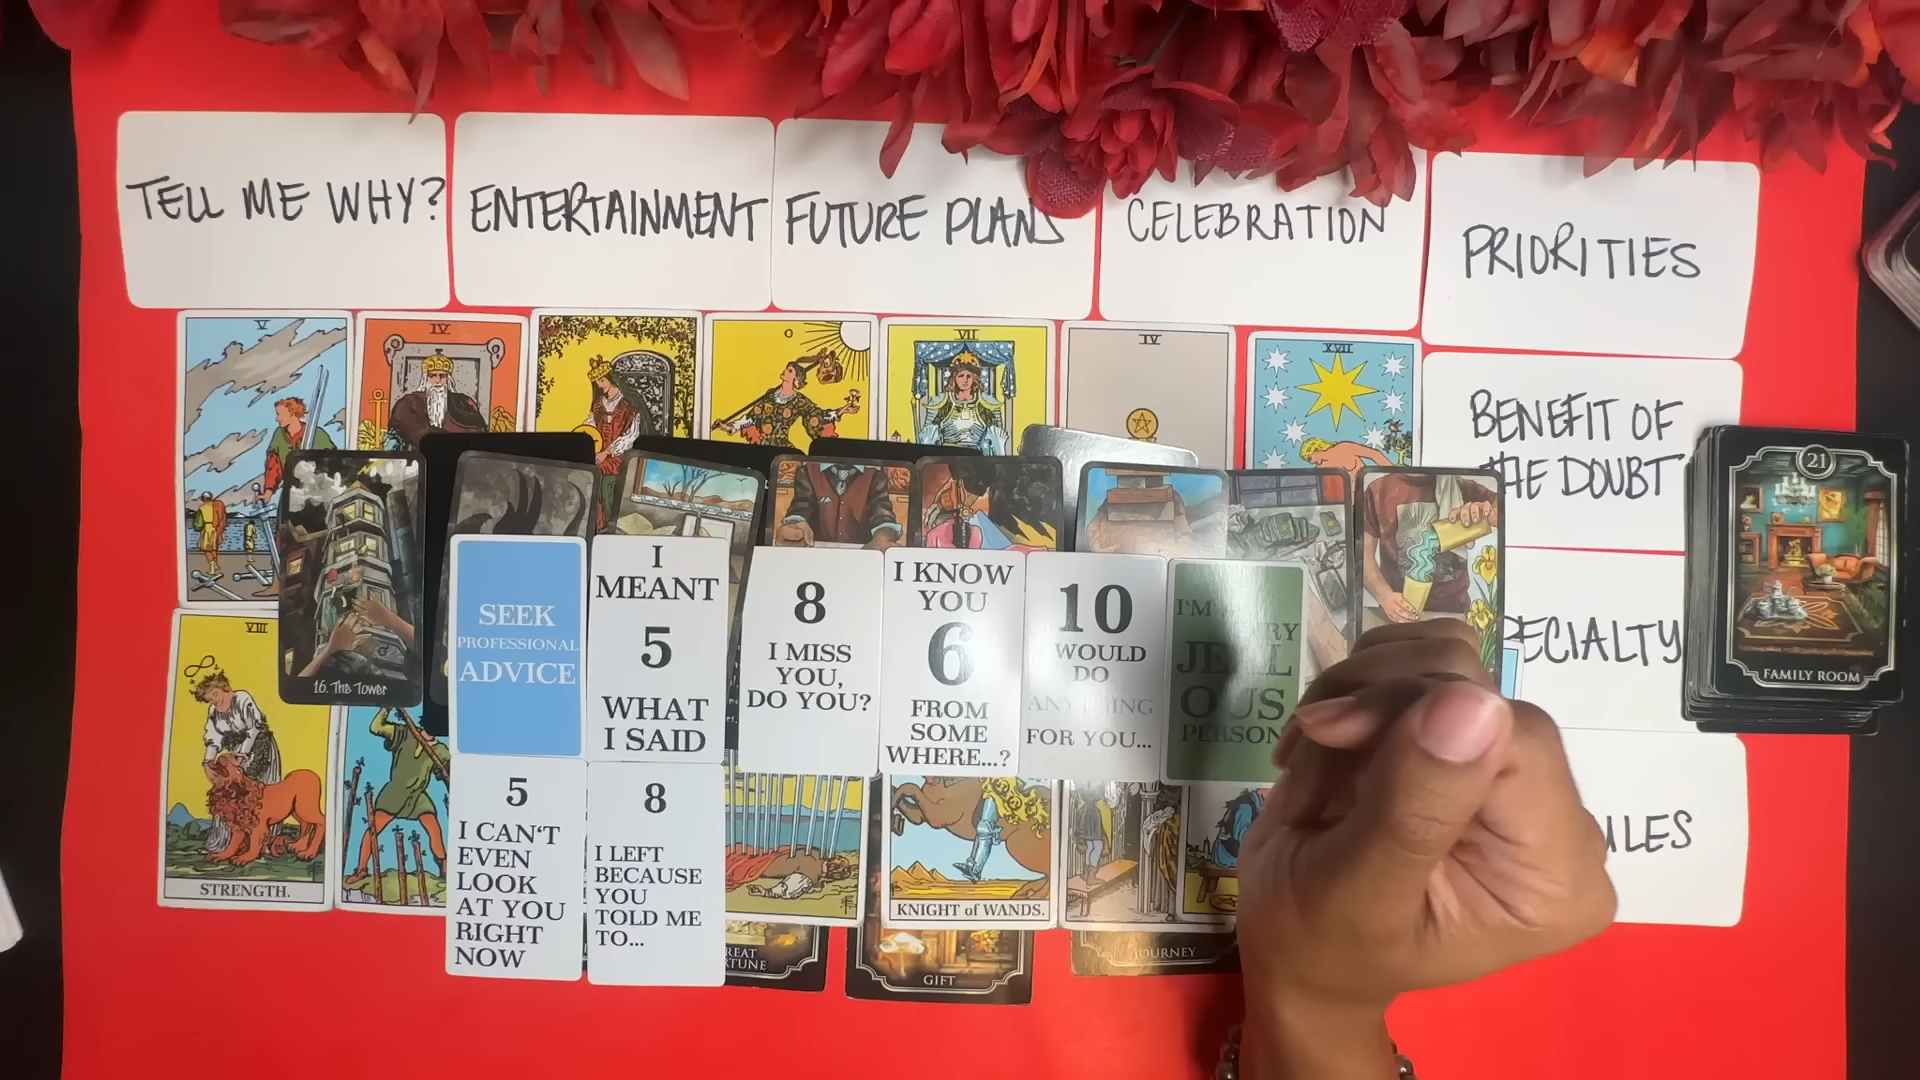 TELL ME WHY?
ENTERTAINMENT
FUTURE PLANS
CELEBRATION
PRIORITIES
BENEFIT OF
THE DOUBT
V
IV
0
VII
IV
XVII
21
FAMILY ROOM
16. The Tower
SEEK
PROFESSIONAL
ADVICE
I
MEANT
5
WHAT
I SAID
8
I MISS
YOU,
DO YOU?
I KNOW
YOU
6
FROM
SOME
WHERE...?
10
WOULD
DO
ANYTHING
FOR YOU...
I'M
JEAL
OUS
PERSON
VIII
STRENGTH.
5
I CAN'T
EVEN
LOOK
AT YOU
RIGHT
NOW
8
I LEFT
BECAUSE
YOU
TOLD ME
TO...
KNIGHT of WANDS.
GIFT